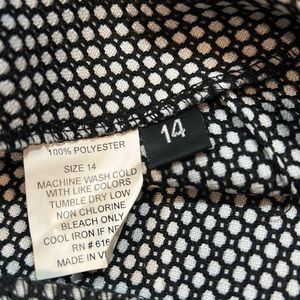 14
100% POLYESTER
SIZE 14
MACHINE WASH COLD
WITH LIKE COLORS
TUMBLE DRY LOW
NON CHLORINE
BLEACH ONLY
COOL IRON IF
RN # 616
MADE IN